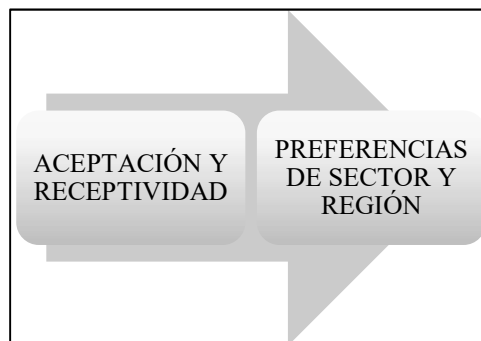 ACEPTACIÓN Y
RECEPTIVIDAD
PREFERENCIAS
DE SECTOR Y
REGIÓN